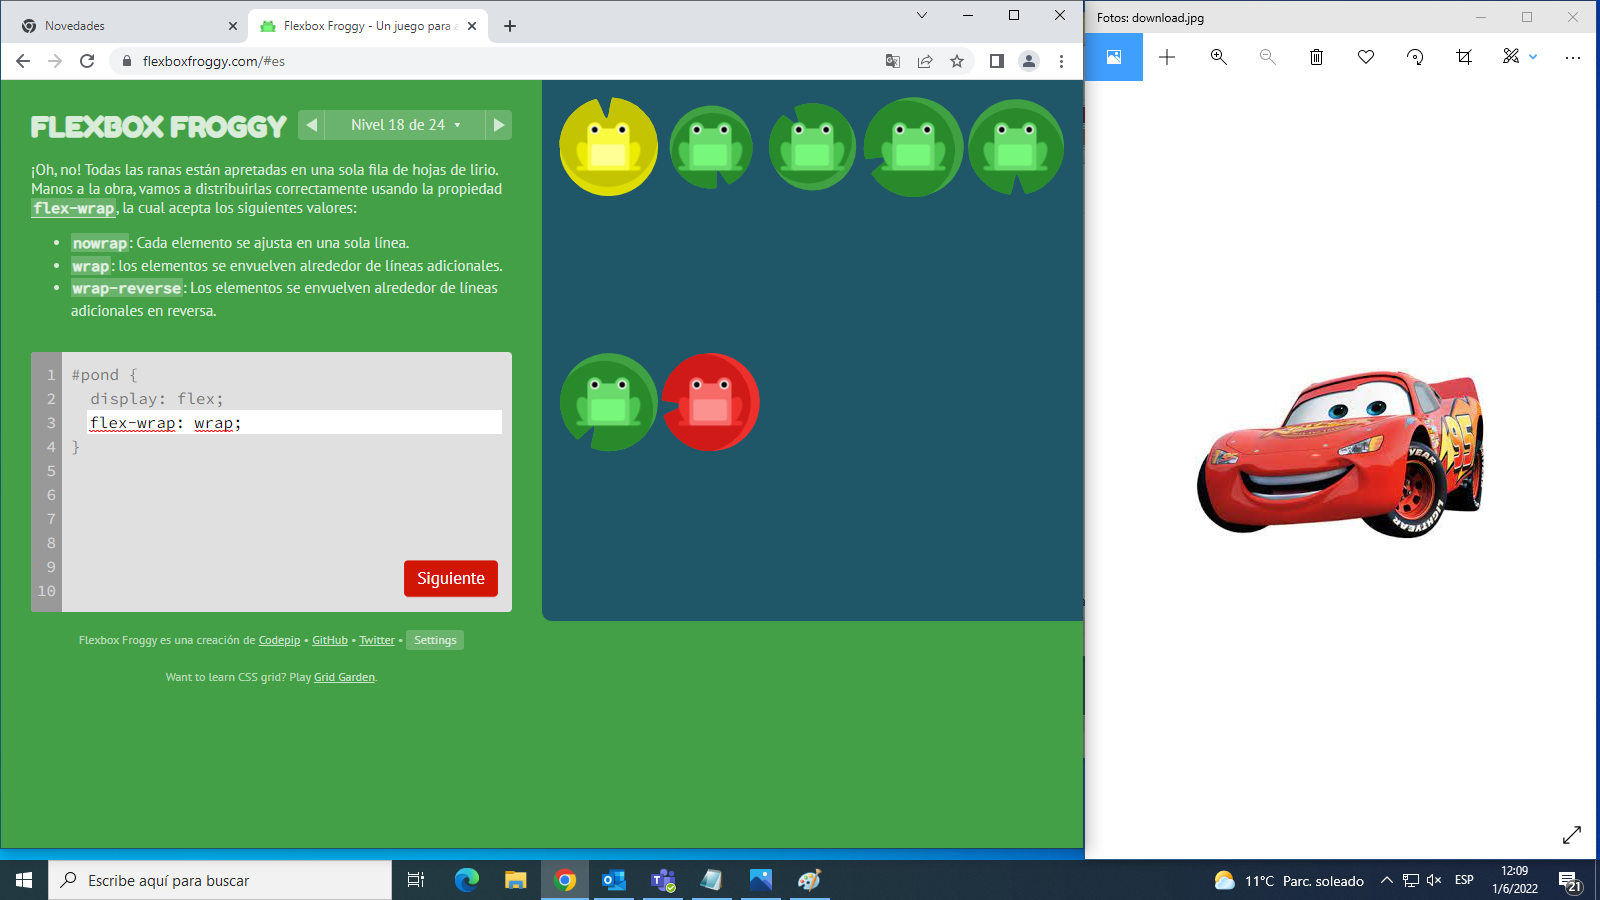 Novedades
Flexbox Froggy - Un juego para a
flexboxfroggy.com/#es
FLEXBOX FROGGY
Nivel 18 de 24
¡Oh, no! Todas las ranas están apretadas en una sola fila de hojas de lirio.
Manos a la obra, vamos a distribuirlas correctamente usando la propiedad
flex-wrap, la cual acepta los siguientes valores:
• nowrap: Cada elemento se ajusta en una sola línea.
• wrap: los elementos se envuelven alrededor de líneas adicionales.
• wrap-reverse: Los elementos se envuelven alrededor de líneas
adicionales en reversa.
1 #pond {
2 display: flex;
3 flex-wrap: wrap;
4 }
5
6
7
8
9
10
Siguiente
Flexbox Froggy es una creación de Codepip • GitHub • Twitter • Settings
Want to learn CSS grid? Play Grid Garden.
Fotos: download.jpg
95
LIGHTYEAR
Escribe aquí para buscar
11°C Parc. soleado
ESP
12:09
1/6/2022
21